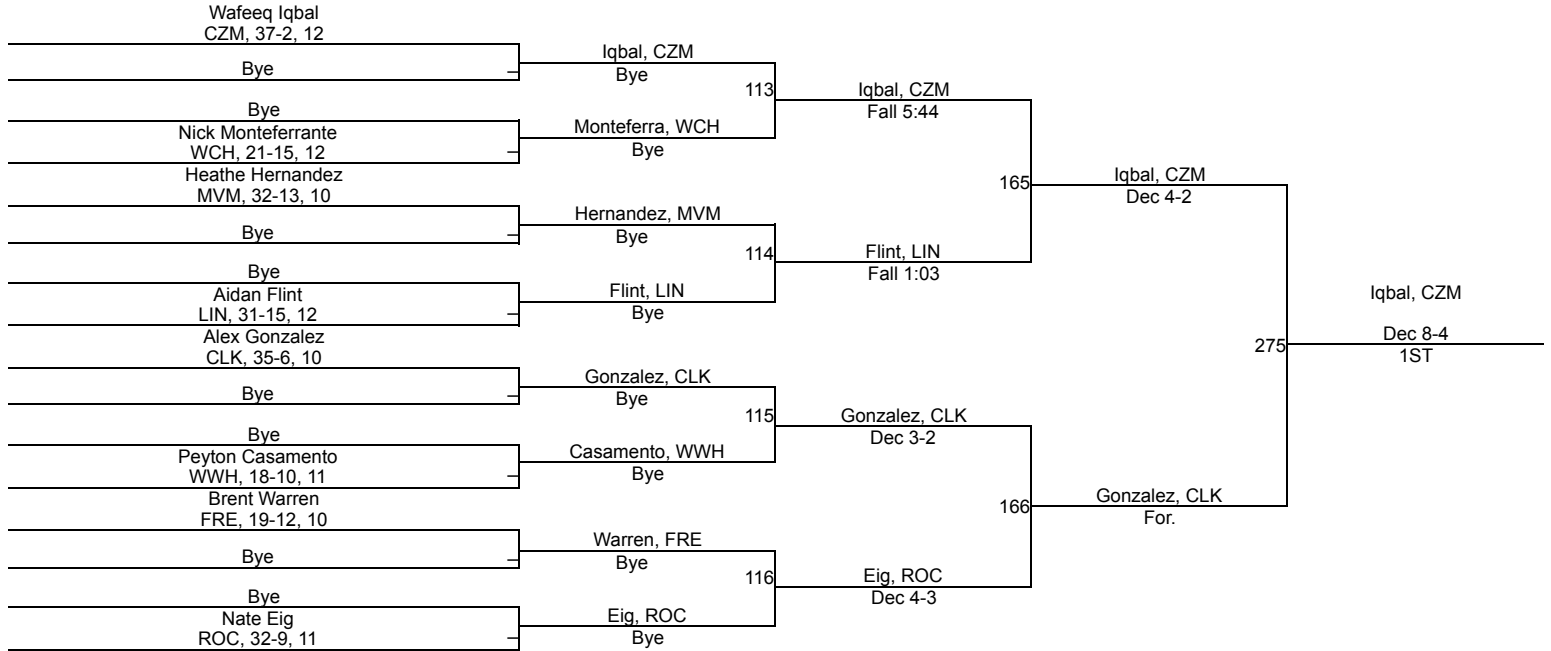 Wafeeq Iqbal
CZM, 37-2, 12
Bye
Bye
Nick Monteferrante
WCH, 21-15, 12
Heathe Hernandez
MVM, 32-13, 10
Bye
Bye
Aidan Flint
LIN, 31-15, 12
Alex Gonzalez
CLK, 35-6, 10
Bye
Bye
Peyton Casamento
WWH, 18-10, 11
Brent Warren
FRE, 19-12, 10
Bye
Bye
Nate Eig
ROC, 32-9, 11
Iqbal, CZM
Bye
Monteferra, WCH
Bye
Hernandez, MVM
Bye
Flint, LIN
Bye
Gonzalez, CLK
Bye
Casamento, WWH
Bye
Warren, FRE
Bye
Eig, ROC
Bye
113
114
115
116
Iqbal, CZM
Fall 5:44
Flint, LIN
Fall 1:03
Gonzalez, CLK
Dec 3-2
Eig, ROC
Dec 4-3
165
166
Iqbal, CZM
Dec 4-2
Gonzalez, CLK
For.
275
Iqbal, CZM
Dec 8-4
1ST